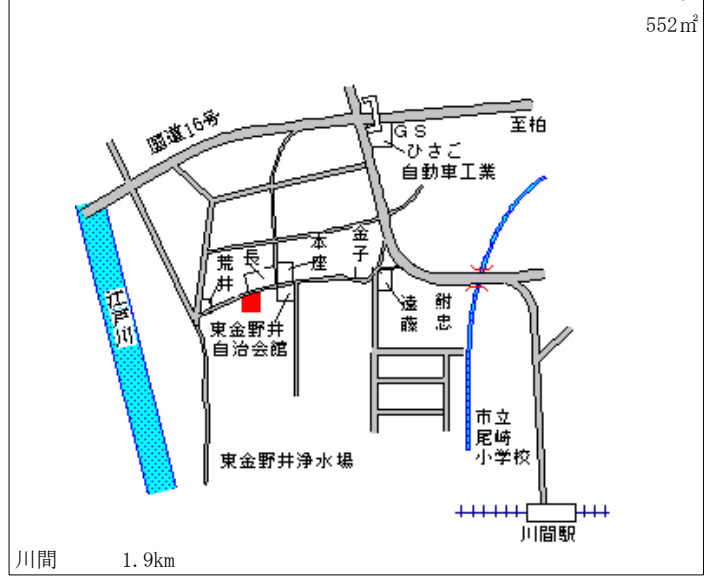 552㎡
国道16号
至柏
GS
ひさご
自動車工業
本座
金子
長
荒井
遠藤
鮒忠
江戸川
東金野井
自治会館
市立
尾崎
小学校
東金野井浄水場
川間駅
川間 1.9km